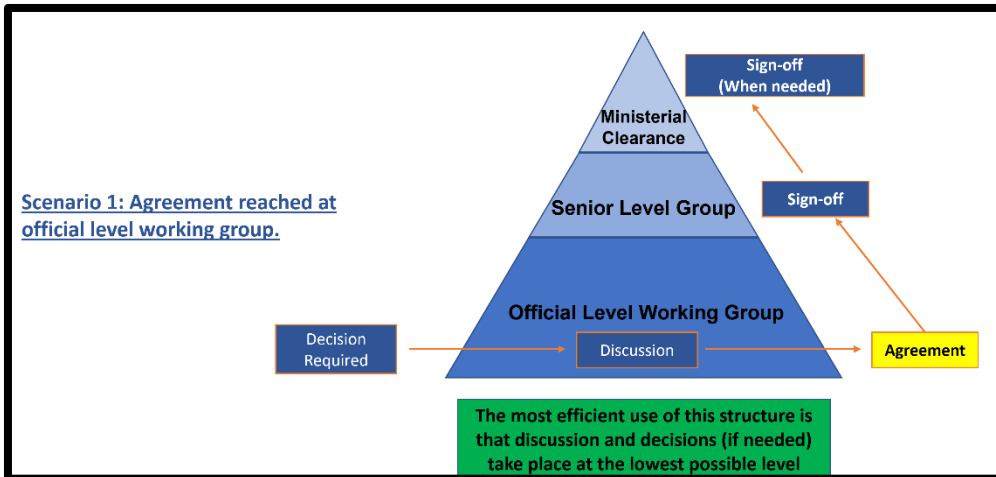 Sign-off
(When needed)
Ministerial
Clearance
Scenario 1: Agreement reached at
official level working group.
Senior Level Group
Sign-off
Official Level Working Group
Decision
Required
Discussion
Agreement
The most efficient use of this structure is
that discussion and decisions (if needed)
take place at the lowest possible level